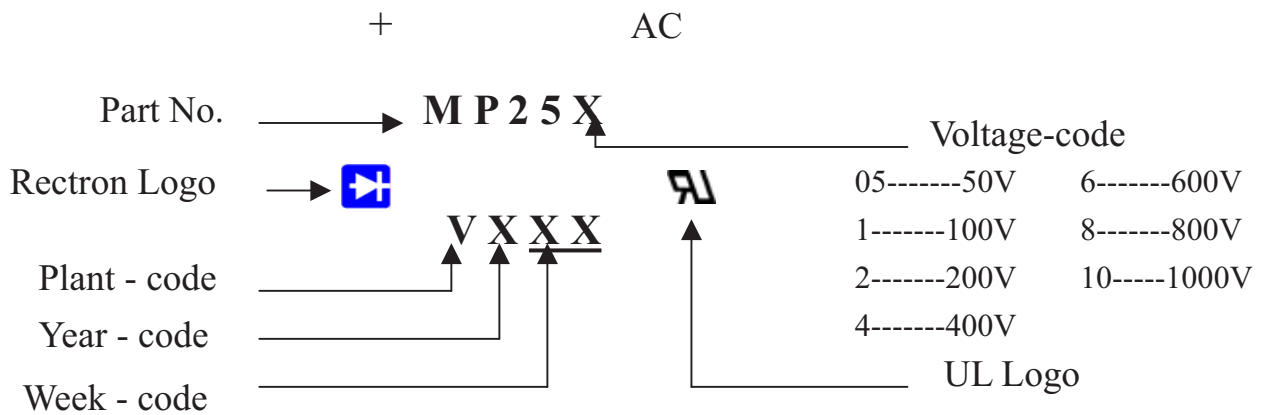 + AC
Part No. M P 2 5 X
Voltage-code
Rectron Logo
05-------50V 6-------600V
1-------100V 8-------800V
2-------200V 10-----1000V
4-------400V
V X X X
Plant - code
Year - code
Week - code
UL Logo